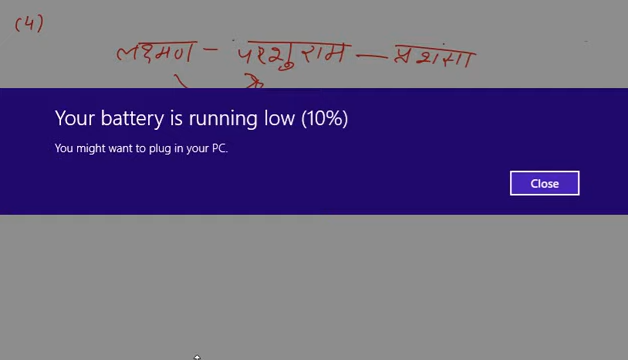 (4)
लक्ष्मण - परशुराम - प्रशंसा
Your battery is running low (10%)
You might want to plug in your PC.
Close